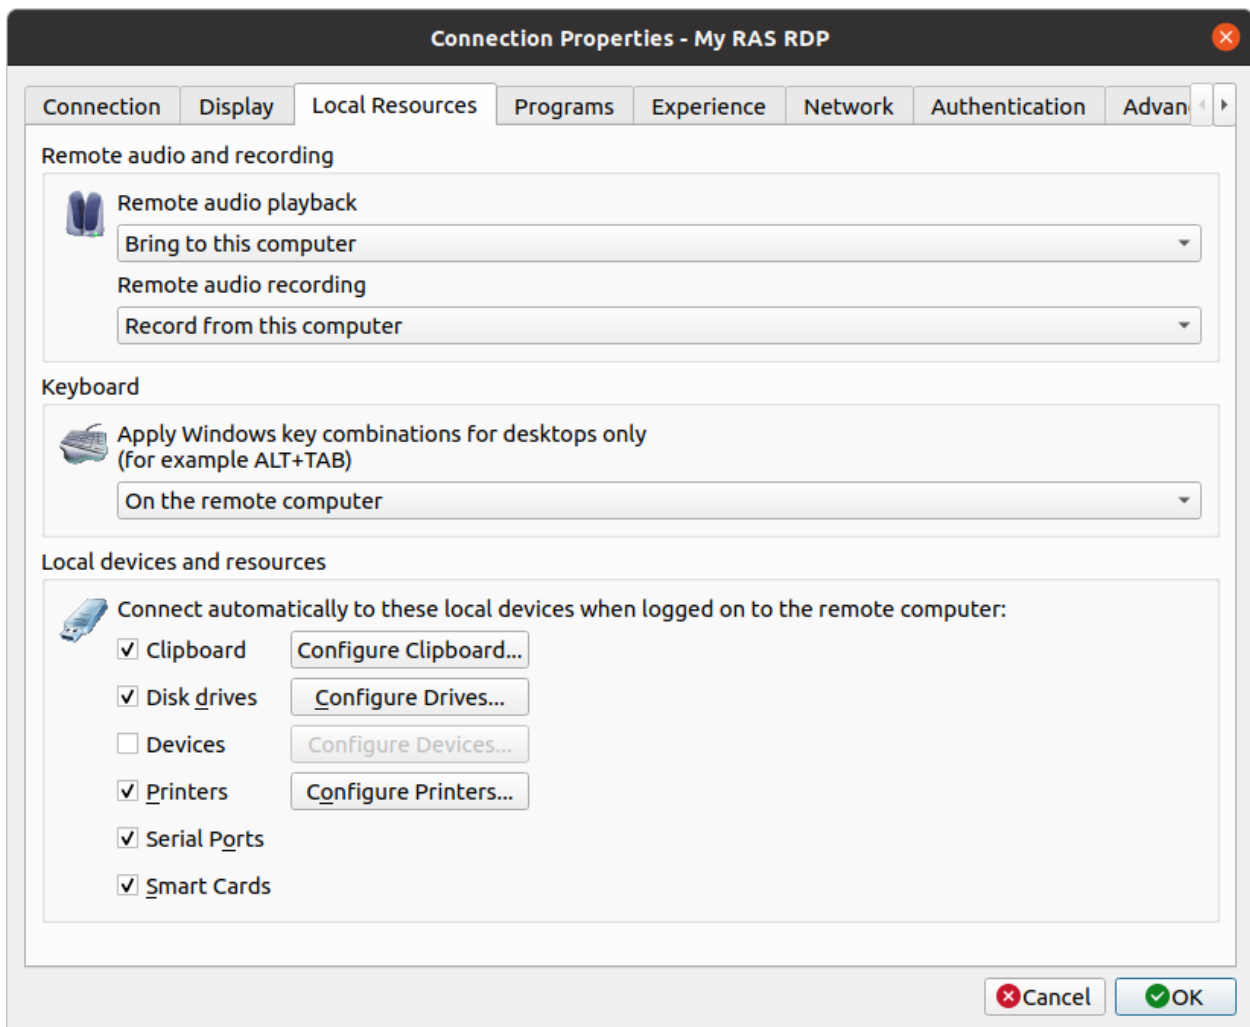 Connection Properties - My RAS RDP
Connection Display Local Resources Programs Experience Network Authentication Advan
Remote audio and recording
Remote audio playback
Bring to this computer
Remote audio recording
Record from this computer
Keyboard
Apply Windows key combinations for desktops only
(for example ALT+TAB)
On the remote computer
Local devices and resources
Connect automatically to these local devices when logged on to the remote computer:
Clipboard Configure Clipboard...
Disk drives Configure Drives...
Devices Configure Devices...
Printers Configure Printers...
Serial Ports
Smart Cards
Cancel OK